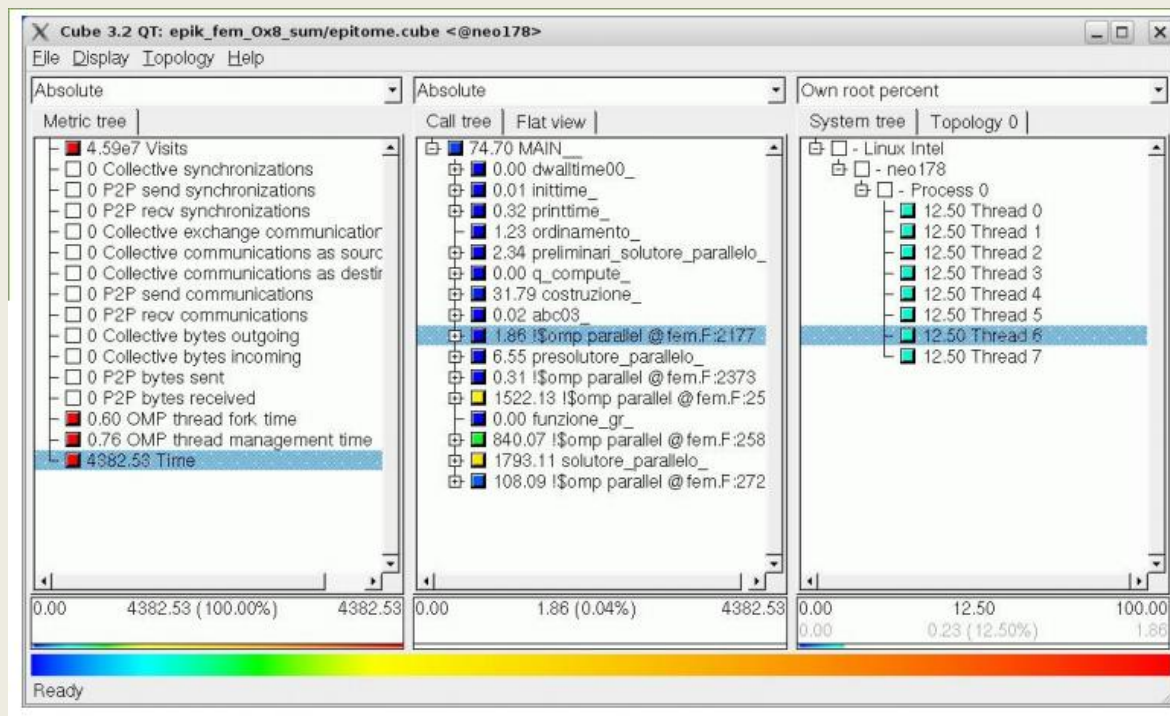 Cube 3.2 QT: epik_fem_Ox8_sum/epitome.cube <@neo178>
File Display Topology Help
Absolute
Metric tree
4.59e7 Visits
0 Collective synchronizations
0 P2P send synchronizations
0 P2P recv synchronizations
0 Collective exchange communication
0 Collective communications as sourc
0 Collective communications as destir
0 P2P send communications
0 P2P recv communications
0 Collective bytes outgoing
0 Collective bytes incoming
0 P2P bytes sent
0 P2P bytes received
0.60 OMP thread fork time
0.76 OMP thread management time
4382.53 Time
0.00 4382.53 (100.00%) 4382.53
Absolute
Call tree Flat view
74.70 MAIN__
0.00 dwalltime00_
0.01 inittime_
0.32 printtime_
1.23 ordinamento_
2.34 preliminari_solutore_parallelo_
0.00 q_compute_
31.79 costruzione_
0.02 abc03_
1.86 !$omp parallel @fem.F:2177
6.55 presolutore_parallelo_
0.31 !$omp parallel @fem.F:2373
1522.13 !$omp parallel @fem.F:25
0.00 funzione_gr_
840.07 !$omp parallel @fem.F:258
1793.11 solutore_parallelo_
108.09 !$omp parallel @fem.F:272
0.00 1.86 (0.04%) 4382.53
Own root percent
System tree Topology 0
- Linux Intel
- neo178
- Process 0
12.50 Thread 0
12.50 Thread 1
12.50 Thread 2
12.50 Thread 3
12.50 Thread 4
12.50 Thread 5
12.50 Thread 6
12.50 Thread 7
0.00 12.50 100.00
0.00 0.23 (12.50%) 1.86
Ready